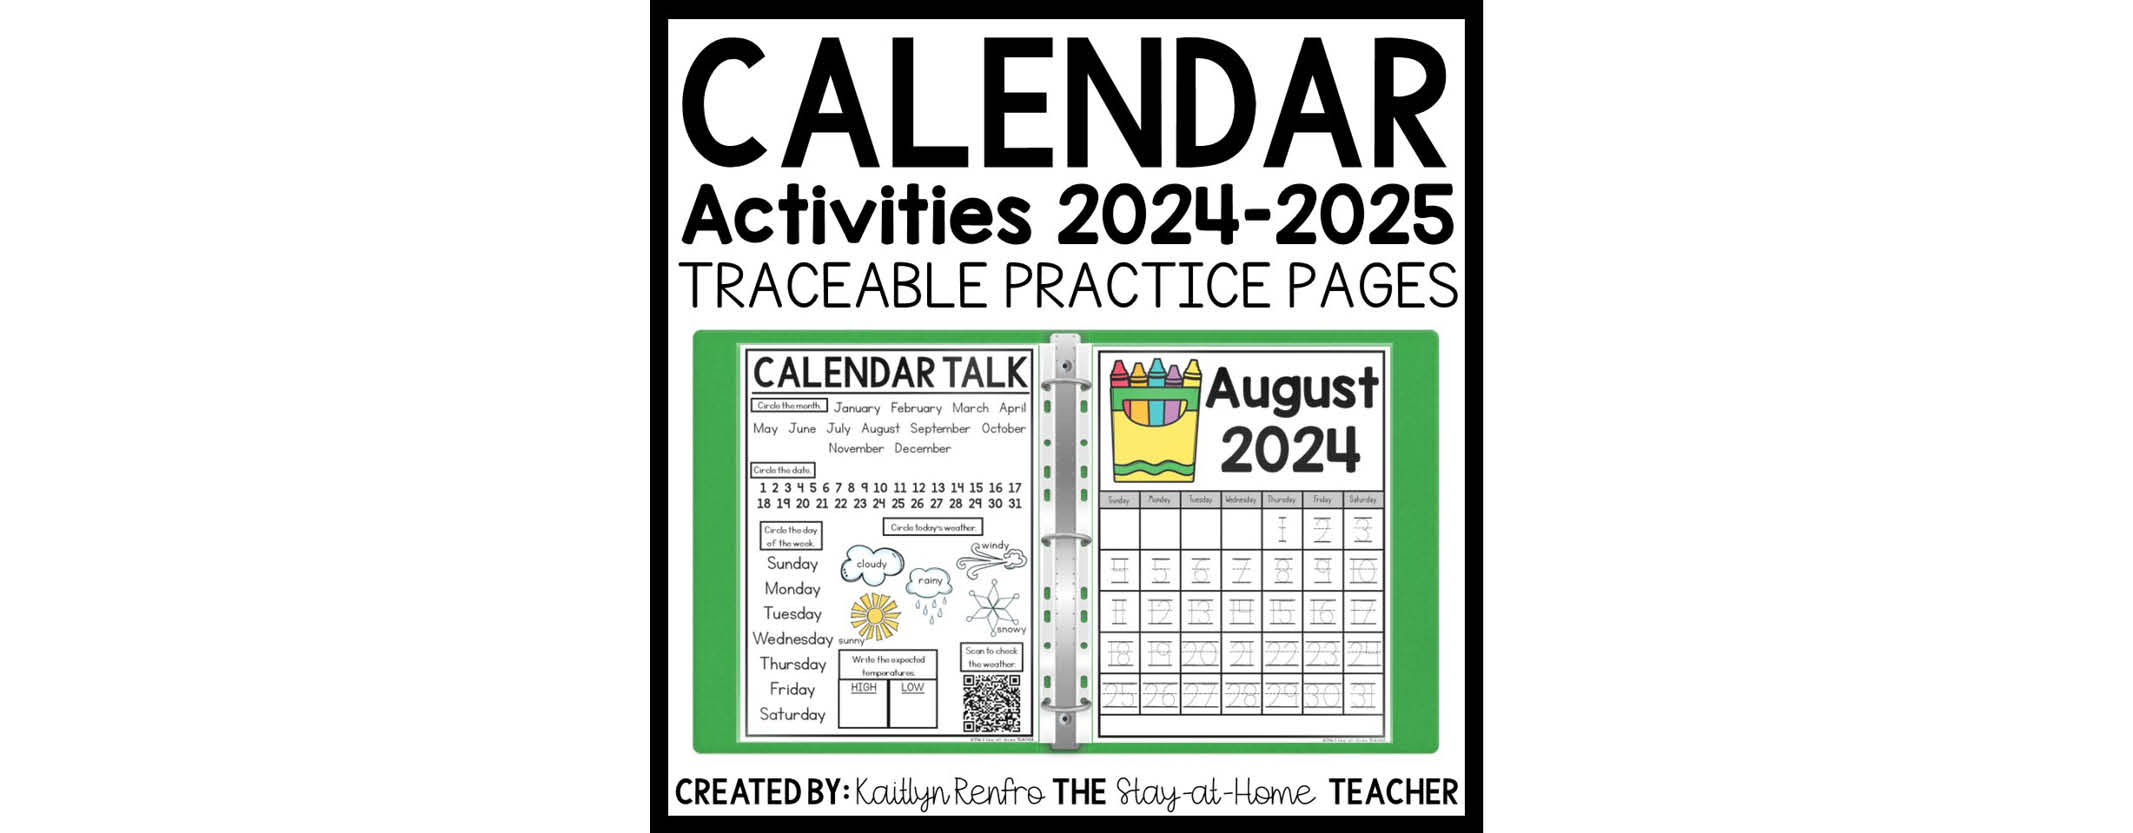 CALENDAR
Activities 2024-2025
TRACEABLE PRACTICE PAGES
CALENDAR TALK
Circle the month. January February March April
May June July August September October
November December
Circle the date.
1 2 3 4 5 6 7 8 9 10 11 12 13 14 15 16 17
18 19 20 21 22 23 24 25 26 27 28 29 30 31
Circle the day
of the week.
Circle today's weather.
Sunday
Monday
Tuesday
Wednesday
Thursday
Friday
Saturday
cloudy
windy
rainy
sunny
snowy
Write the expected
temperatures.
HIGH LOW
Scan to check
the weather.
August
2024
Sunday Monday Tuesday Wednesday Thursday Friday Saturday
1 2 3
4 5 6 7 8 9 10
11 12 13 14 15 16 17
18 19 20 21 22 23 24
25 26 27 28 29 30 31
CREATED BY: Kaitlyn Renfro THE Stay-at-Home TEACHER